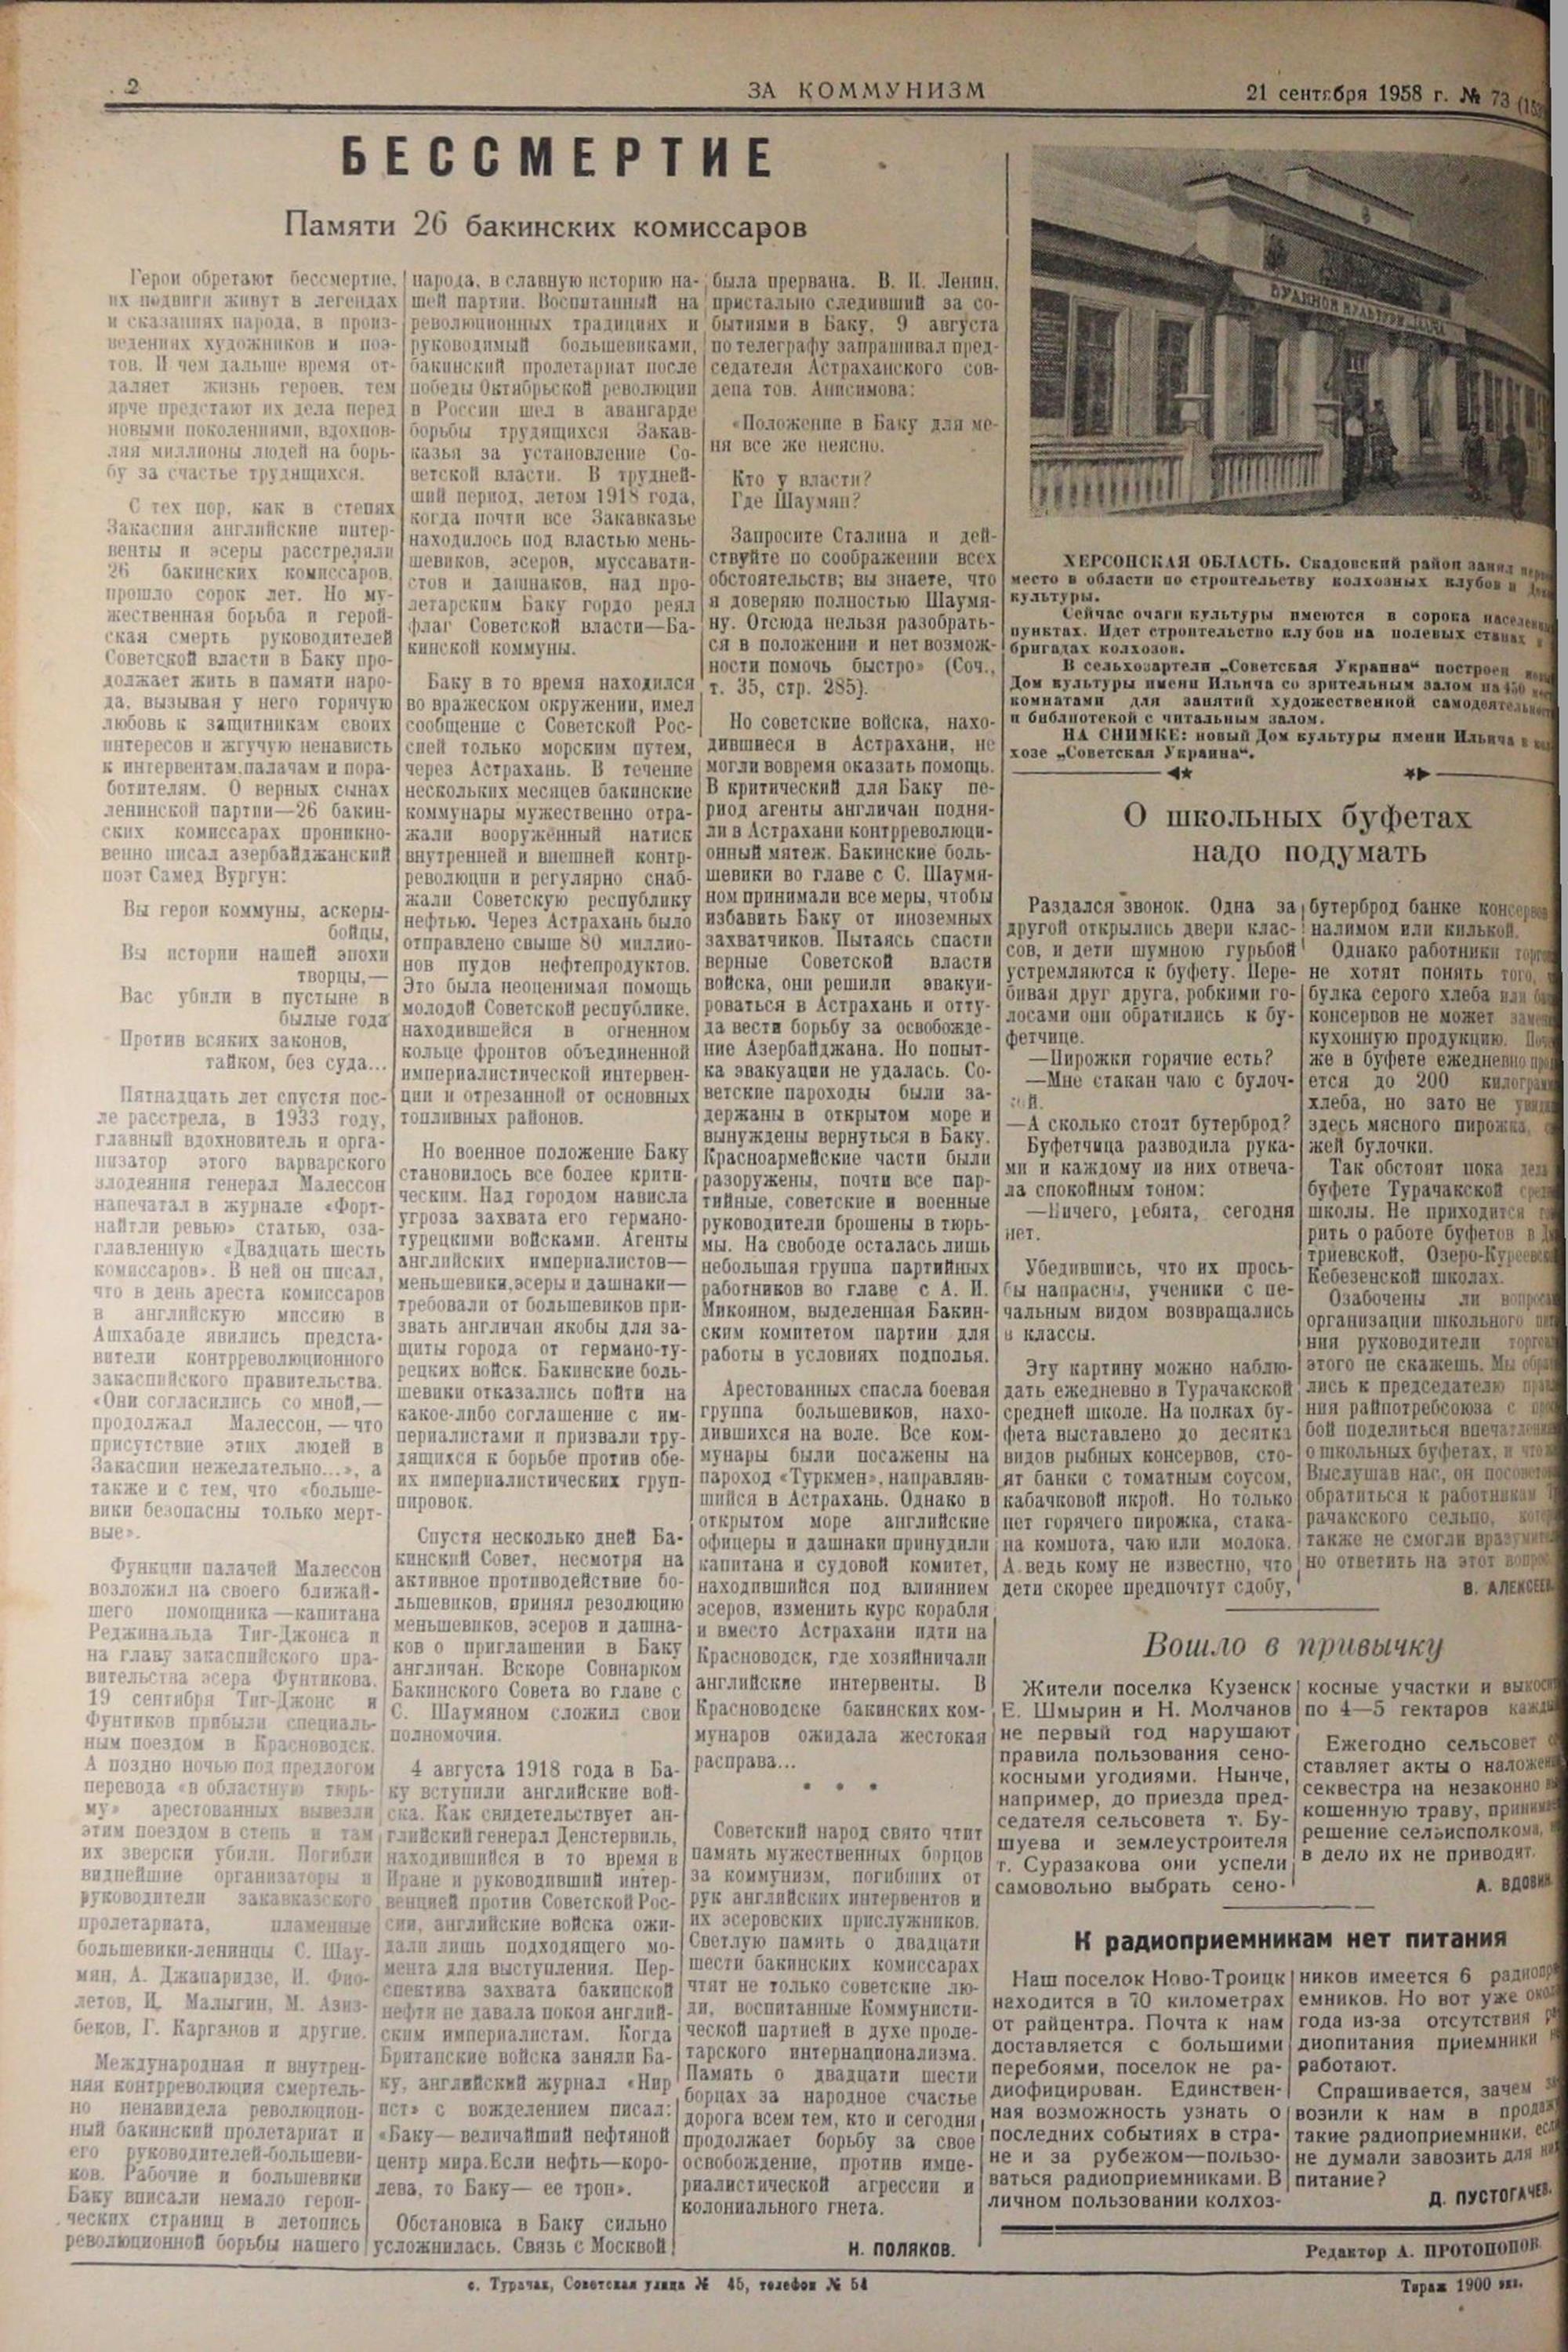 2
ЗА КОММУНИЗМ
21 сентября 1958 г. № 73
БЕССМЕРТИЕ
Памяти 26 бакинских комиссаров
Герои обретают бессмертие,
их подвиги живут в легендах
и сказаниях народа, в произ-
ведениях художников и поэ-
тов. И чем дальше время от-
даляет жизнь героев, тем
ярче предстают их дела перед
новыми поколениями, вдохнов-
ляя миллионы людей на борь-
бу за счастье трудящихся.
С тех пор, как в степях
Закаспия английские интер-
венты и эсеры расстреляли
26 бакинских комиссаров,
прошло сорок лет. Но му-
жественная борьба и герой-
ская смерть руководителей
Советской власти в Баку про-
должает жить в памяти наро-
да, вызывая у него горячую
любовь к защитникам своих
интересов и жгучую ненависть
к интервентам, палачам и пора-
ботителям. О верных сынах
ленинской партии—26 бакин-
ских комиссарах проникно-
венно писал азербайджанский
поэт Самед Вургун:
Вы герои коммуны, аскеры-
бойцы,
Вы истории нашей эпохи
творцы,—
Вас убили в пустыне в
былые года
Против всяких законов,
тайком, без суда...
Пятнадцать лет спустя пос-
ле расстрела, в 1933 году,
главный вдохновитель и орга-
низатор этого варварского
злодеяния генерал Малессон
напечатал в журнале «Форт-
найтли ревью» статью, оза-
главленную «Двадцать шесть
комиссаров». В ней он писал,
что в день ареста комиссаров
в английскую миссию в
Ашхабаде явились предста-
вители контрреволюционного
закаспийского правительства.
«Они согласились со мной,—
продолжал Малессон, — что
присутствие этих людей в
Закаспии нежелательно...», а
также и с тем, что «больше-
вики безопасны только мерт-
вые».
Функции палачей Малессон
возложил на своего ближай-
шего помощника—капитана
Реджинальда Тиг-Джонса и
на главу закаспийского пра-
вительства эсера Фунтикова.
19 сентября Тиг-Джонс и
Фунтиков прибыли специаль-
ным поездом в Красноводск.
А поздно ночью под предлогом
перевода «в областную тюрь-
му» арестованных вывезли
этим поездом в степь и там
их зверски убили. Погибли
виднейшие организаторы и
руководители закавказского
пролетариата, пламенные
большевики-ленинцы С. Шау-
мян, А. Джапаридзе, И. Фио-
летов, И. Малыгин, М. Азиз-
беков, Г. Карганов и другие.
Международная и внутрен-
няя контрреволюция смертель-
но ненавидела революцион-
ный бакинский пролетариат и
его руководителей-большеви-
ков. Рабочие и большевики
Баку вписали немало герои-
ческих страниц в летопись
революционной борьбы нашего
народа, в славную историю на-
шей партии. Воспитанный на
революционных традициях и
руководимый большевиками,
бакинский пролетариат после
победы Октябрьской революции
в России шел в авангарде
борьбы трудящихся Закав-
казья за установление Со-
ветской власти. В трудней-
ший период, летом 1918 года,
когда почти все Закавказье
находилось под властью мень-
шевиков, эсеров, муссавати-
стов и дашнаков, над про-
летарским Баку гордо реял
флаг Советской власти—Ба-
кинской коммуны.
Баку в то время находился
во вражеском окружении, имел
сообщение с Советской Рос-
сией только морским путем,
через Астрахань. В течение
нескольких месяцев бакинские
коммунары мужественно отра-
жали вооружённый натиск
внутренней и внешней контр-
революции и регулярно снаб-
жали Советскую республику
нефтью. Через Астрахань было
отправлено свыше 80 миллио-
нов пудов нефтепродуктов.
Это была неоценимая помощь
молодой Советской республике,
находившейся в огненном
кольце фронтов объединенной
империалистической интервен-
ции и отрезанной от основных
топливных районов.
Но военное положение Баку
становилось все более крити-
ческим. Над городом нависла
угроза захвата его германо-
турецкими войсками. Агенты
английских империалистов—
меньшевики, эсеры и дашнаки—
требовали от большевиков при-
звать англичан якобы для за-
щиты города от германо-ту-
рецких войск. Бакинские боль-
шевики отказались пойти на
какое-либо соглашение с им-
периалистами и призвали тру-
дящихся к борьбе против обе-
их империалистических груп-
пировок.
Спустя несколько дней Ба-
кинский Совет, несмотря на
активное противодействие бо-
льшевиков, принял резолюцию
меньшевиков, эсеров и дашна-
ков о приглашении в Баку
англичан. Вскоре Совнарком
Бакинского Совета во главе с
С. Шаумяном сложил свои
полномочия.
4 августа 1918 года в Ба-
ку вступили английские вой-
ска. Как свидетельствует ан-
глийский генерал Денстервиль,
находившийся в то время в
Иране и руководивший интер-
венцией против Советской Рос-
сии, английские войска ожи-
дали лишь подходящего мо-
мента для выступления. Пер-
спектива захвата бакинской
нефти не давала покоя англий-
ским империалистам. Когда
Британские войска заняли Ба-
ку, английский журнал «Нир
ист» с вожделением писал:
«Баку—величайший нефтяной
центр мира. Если нефть—коро-
лева, то Баку— ее трон».
Обстановка в Баку сильно
усложнилась. Связь с Москвой
была прервана. В. И. Ленин,
пристально следивший за со-
бытиями в Баку, 9 августа
по телеграфу запрашивал пред-
седателя Астраханского сов-
депа тов. Анисимова:
«Положение в Баку для ме-
ня все же неясно.
Кто у власти?
Где Шаумян?
Запросите Сталина и дей-
ствуйте по соображении всех
обстоятельств; вы знаете, что
я доверяю полностью Шаумя-
ну. Отсюда нельзя разобрать-
ся в положении и нет возмож-
ности помочь быстро» (Соч.,
т. 35, стр. 285).
Но советские войска, нахо-
дившиеся в Астрахани, не
могли вовремя оказать помощь.
В критический для Баку пе-
риод агенты англичан подня-
ли в Астрахани контрреволюци-
онный мятеж. Бакинские боль-
шевики во главе с С. Шаумя-
ном принимали все меры, чтобы
избавить Баку от иноземных
захватчиков. Пытаясь спасти
верные Советской власти
войска, они решили эвакуи-
роваться в Астрахань и отту-
да вести борьбу за освобожде-
ние Азербайджана. Но попыт-
ка эвакуации не удалась. Со-
ветские пароходы были за-
держаны в открытом море и
вынуждены вернуться в Баку.
Красноармейские части были
разоружены, почти все пар-
тийные, советские и военные
руководители брошены в тюрь-
мы. На свободе осталась лишь
небольшая группа партийных
работников во главе с А. И.
Микояном, выделенная Бакин-
ским комитетом партии для
работы в условиях подполья.
Арестованных спасла боевая
группа большевиков, нахо-
дившихся на воле. Все ком-
мунары были посажены на
пароход «Туркмен», направляв-
шийся в Астрахань. Однако в
открытом море английские
офицеры и дашнаки принудили
капитана и судовой комитет,
находившийся под влиянием
эсеров, изменить курс корабля
и вместо Астрахани идти на
Красноводск, где хозяйничали
английские интервенты. В
Красноводске бакинских ком-
мунаров ожидала жестокая
расправа...
* * *
Советский народ свято чтит
память мужественных борцов
за коммунизм, погибших от
рук английских интервентов и
их эсеровских прислужников.
Светлую память о двадцати
шести бакинских комиссарах
чтят не только советские лю-
ди, воспитанные Коммунисти-
ческой партией в духе проле-
тарского интернационализма.
Память о двадцати шести
борцах за народное счастье
дорога всем тем, кто и сегодня
продолжает борьбу за свое
освобождение, против импе-
риалистической агрессии и
колониального гнета.
Н. ПОЛЯКОВ.
БУДИНОК КУЛЬТУРИ
ХЕРСОНСКАЯ ОБЛАСТЬ. Скадовский район занял
место в области по строительству колхозных клубов и
культуры.
Сейчас очаги культуры имеются в сорока
пунктах. Идет строительство клубов на полевых станах
бригадах колхозов.
В сельхозартели „Советская Украина“ построен
Дом культуры имени Ильича со зрительным залом на 450
комнатами для занятий художественной самодеятельности
и библиотекой с читальным залом.
НА СНИМКЕ: новый Дом культуры имени Ильича в
хозе „Советская Украина“.
О школьных буфетах
надо подумать
Раздался звонок. Одна за
другой открылись двери клас-
сов, и дети шумною гурьбой
устремляются к буфету. Пере-
бивая друг друга, робкими го-
лосами они обратились к бу-
фетчице.
—Пирожки горячие есть?
—Мне стакан чаю с булоч-
кой.
—А сколько стоит бутерброд?
Буфетчица разводила рука-
ми и каждому из них отвеча-
ла спокойным тоном:
—Ничего, ребята, сегодня
нет.
Убедившись, что их прось-
бы напрасны, ученики с пе-
чальным видом возвращались
в классы.
Эту картину можно наблю-
дать ежедневно в Турачакской
средней школе. На полках бу-
фета выставлено до десятка
видов рыбных консервов, сто-
ят банки с томатным соусом,
кабачковой икрой. Но только
нет горячего пирожка, стака-
на компота, чаю или молока.
А ведь кому не известно, что
дети скорее предпочтут сдобу,
бутерброд банке консервов
налимом или килькой.
Однако работники
не хотят понять того,
булка серого хлеба или
консервов не может
кухонную продукцию.
же в буфете ежедневно
ется до 200 килограмм
хлеба, но зато не
здесь мясного пирожка,
жей булочки.
Так обстоят пока дела
буфете Турачакской
школы. Не приходится
рить о работе буфетов в
триевской, Озеро-Куреевской
Кебезенской школах.
Озабочены ли
организации школьного
ния руководители
этого не скажешь. Мы
лись к председателю
ния райпотребсоюза с
бой поделиться
о школьных буфетах, и
Выслушав нас, он
обратиться к работникам
рачакского сельпо,
также не смогли
но ответить на этот вопрос.
В. АЛЕКСЕЕВ.
Вошло в привычку
Жители поселка Кузенск
Е. Шмырин и Н. Молчанов
не первый год нарушают
правила пользования сено-
косными угодиями. Нынче,
например, до приезда пред-
седателя сельсовета т. Бу-
шуева и землеустроителя
т. Суразакова они успели
самовольно выбрать сено-
косные участки и
по 4—5 гектаров
Ежегодно сельсовет
ставляет акты о
секвестра на незаконно
кошенную траву,
решение сельисполкома,
в дело их не приводят.
А. ВДОВИН.
К радиоприемникам нет питания
Наш поселок Ново-Троицк
находится в 70 километрах
от райцентра. Почта к нам
доставляется с большими
перебоями, поселок не ра-
диофицирован. Единствен-
ная возможность узнать о
последних событиях в стра-
не и за рубежом—пользо-
ваться радиоприемниками. В
личном пользовании колхоз-
ников имеется 6 радиопри-
емников. Но вот уже около
года из-за отсутствия
диопитания приемники
работают.
Спрашивается, зачем
возили к нам в
такие радиоприемники, если
не думали завозить для
питание?
Д. ПУСТОГАЧЕВ.
Редактор А. ПРОТОПОПОВ.
с. Турачак, Советская улица № 45, телефон № 54
Тираж 1900 экз.